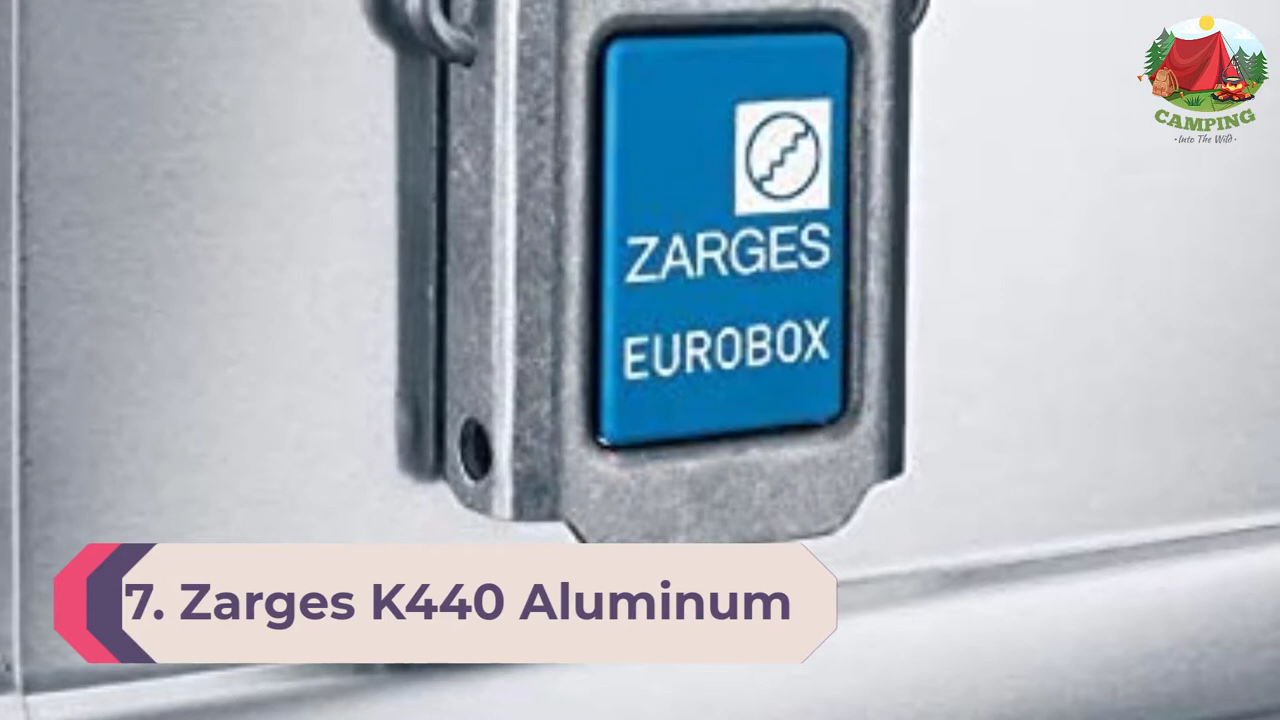 ZARGES
EUROBOX
CAMPING
•Into The Wild•
7. Zarges K440 Aluminum